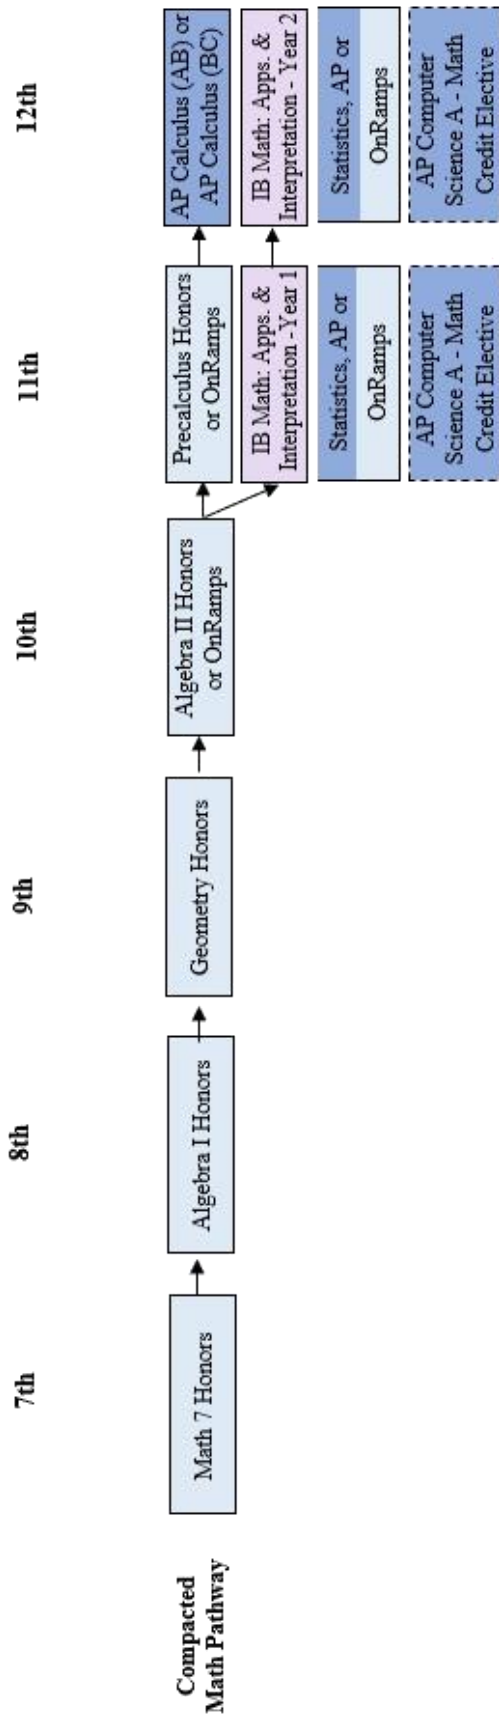 7th
8th
9th
10th
11th
12th
Compacted
Math Pathway
Math 7 Honors
Algebra I Honors
Geometry Honors
Algebra II Honors
or OnRamps
Precalculus Honors
or OnRamps
AP Calculus (AB) or
AP Calculus (BC)
IB Math: Apps. &
Interpretation -Year 1
IB Math: Apps. &
Interpretation - Year 2
Statistics, AP or
OnRamps
Statistics, AP or
OnRamps
AP Computer
Science A - Math
Credit Elective
AP Computer
Science A - Math
Credit Elective